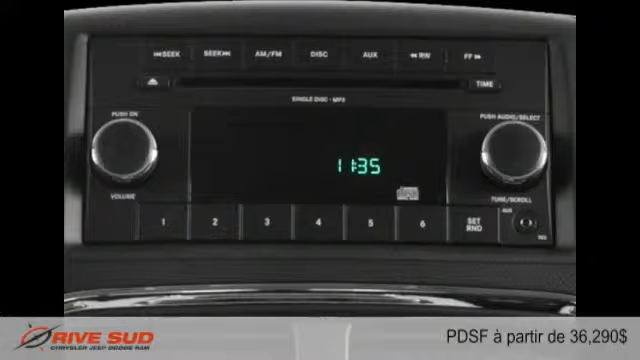 ⏮SEEK SEEK⏭ AM/FM DISC AUX ◄◄ RW FF ►►
TIME
SINGLE DISC · MP3
PUSH ON
PUSH AUDIO/SELECT
11:35
VOLUME
TUNE/SCROLL
1 2 3 4 5 6 SET RND
AUX
RIVE SUD
CHRYSLER JEEP DODGE RAM
PDSF à partir de 36,290$